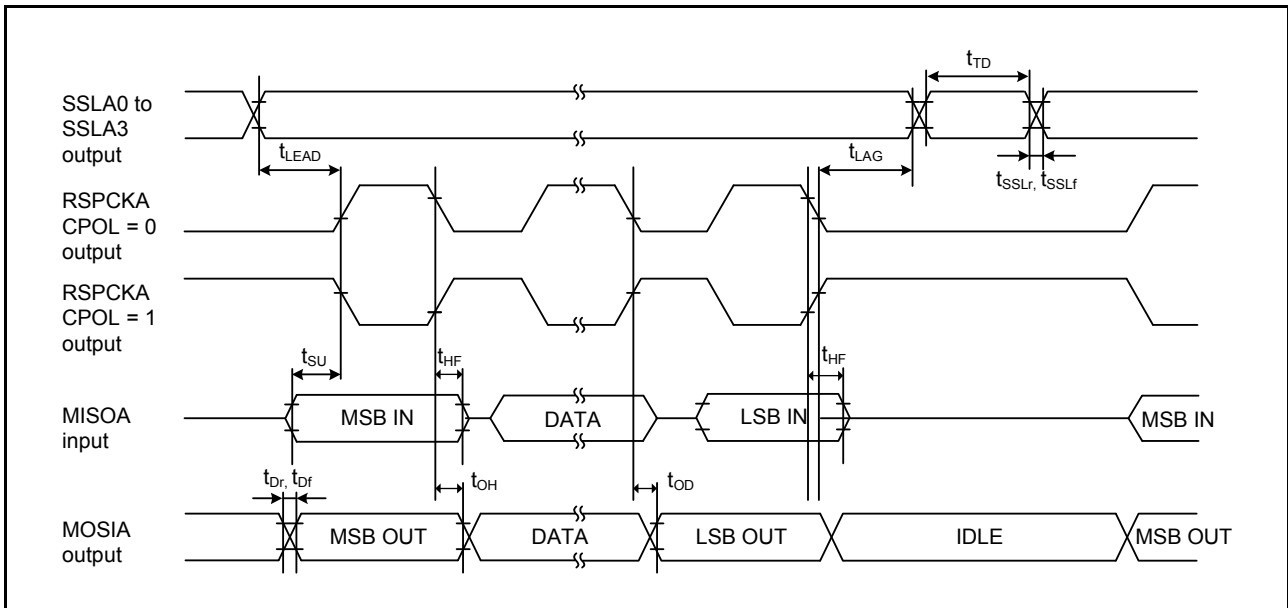 SSLA0 to
SSLA3
output
tTD
tLEAD
tLAG
tSSLr, tSSLf
RSPCKA
CPOL = 0
output
RSPCKA
CPOL = 1
output
tSU
tHF
tHF
MISOA
input
MSB IN
DATA
LSB IN
MSB IN
tDr, tDf
tOH
tOD
MOSIA
output
MSB OUT
DATA
LSB OUT
IDLE
MSB OUT